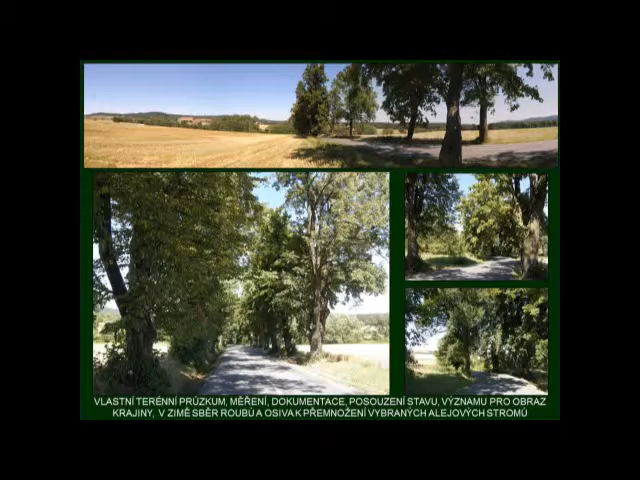 VLASTNÍ TERÉNNÍ PRŮZKUM, MĚŘENÍ, DOKUMENTACE, POSOUZENÍ STAVU, VÝZNAMU PRO OBRAZ
KRAJINY, V ZIMĚ SBĚR ROUBŮ A OSIVA K PŘEMNOŽENÍ VYBRANÝCH ALEJOVÝCH STROMŮ